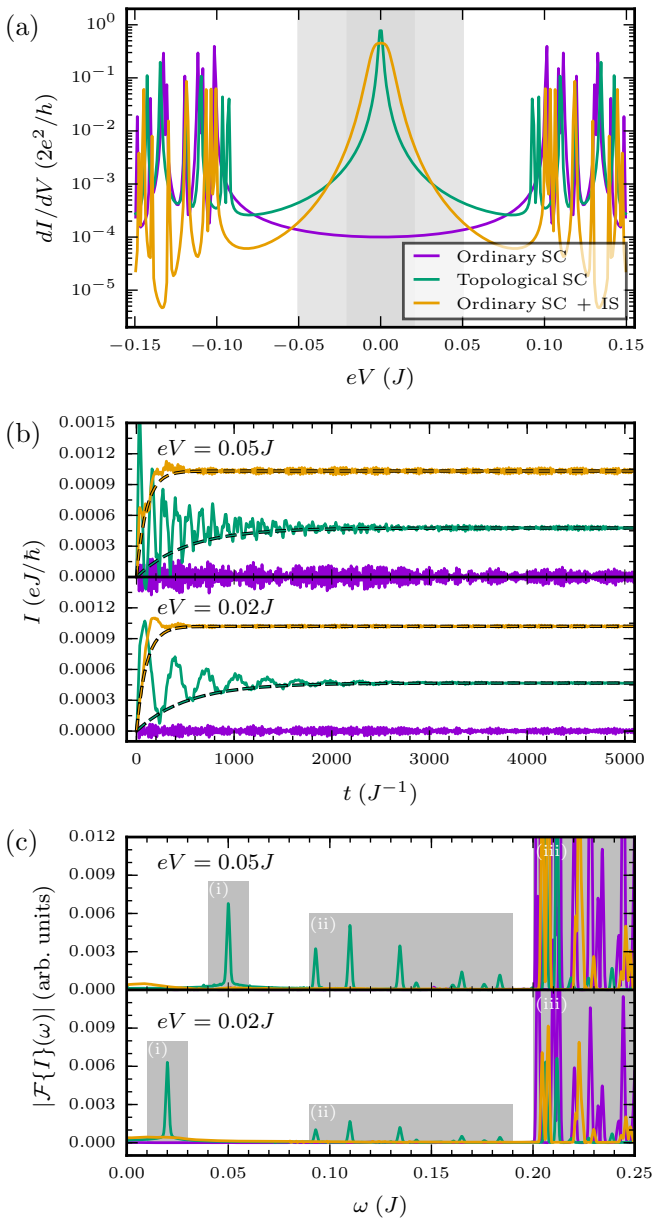 (a)
10^0
10^−1
10^−2
10^−3
10^−4
10^−5
dI/dV (2e^2/h)
Ordinary SC
Topological SC
Ordinary SC + IS
−0.15 −0.10 −0.05 0.00 0.05 0.10 0.15
eV (J)
(b)
0.0015
0.0012
0.0009
0.0006
0.0003
0.0000
eV = 0.05J
0.0012
0.0009
0.0006
0.0003
0.0000
eV = 0.02J
I (eJ/ℏ)
0 1000 2000 3000 4000 5000
t (J^−1)
(c)
0.012
0.009
0.006
0.003
0.000
eV = 0.05J
(i)
(ii)
(iii)
0.009
0.006
0.003
0.000
eV = 0.02J
(i)
(ii)
(iii)
|ℱ{I}(ω)| (arb. units)
0.00 0.05 0.10 0.15 0.20 0.25
ω (J)